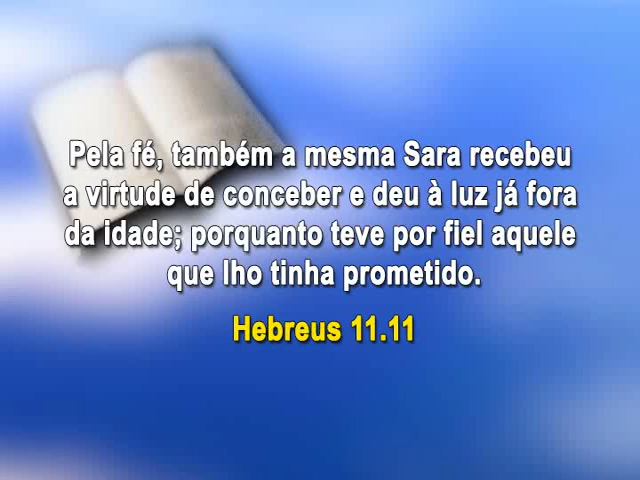 Pela fé, também a mesma Sara recebeu
a virtude de conceber e deu à luz já fora
da idade; porquanto teve por fiel aquele
que lho tinha prometido.
Hebreus 11.11